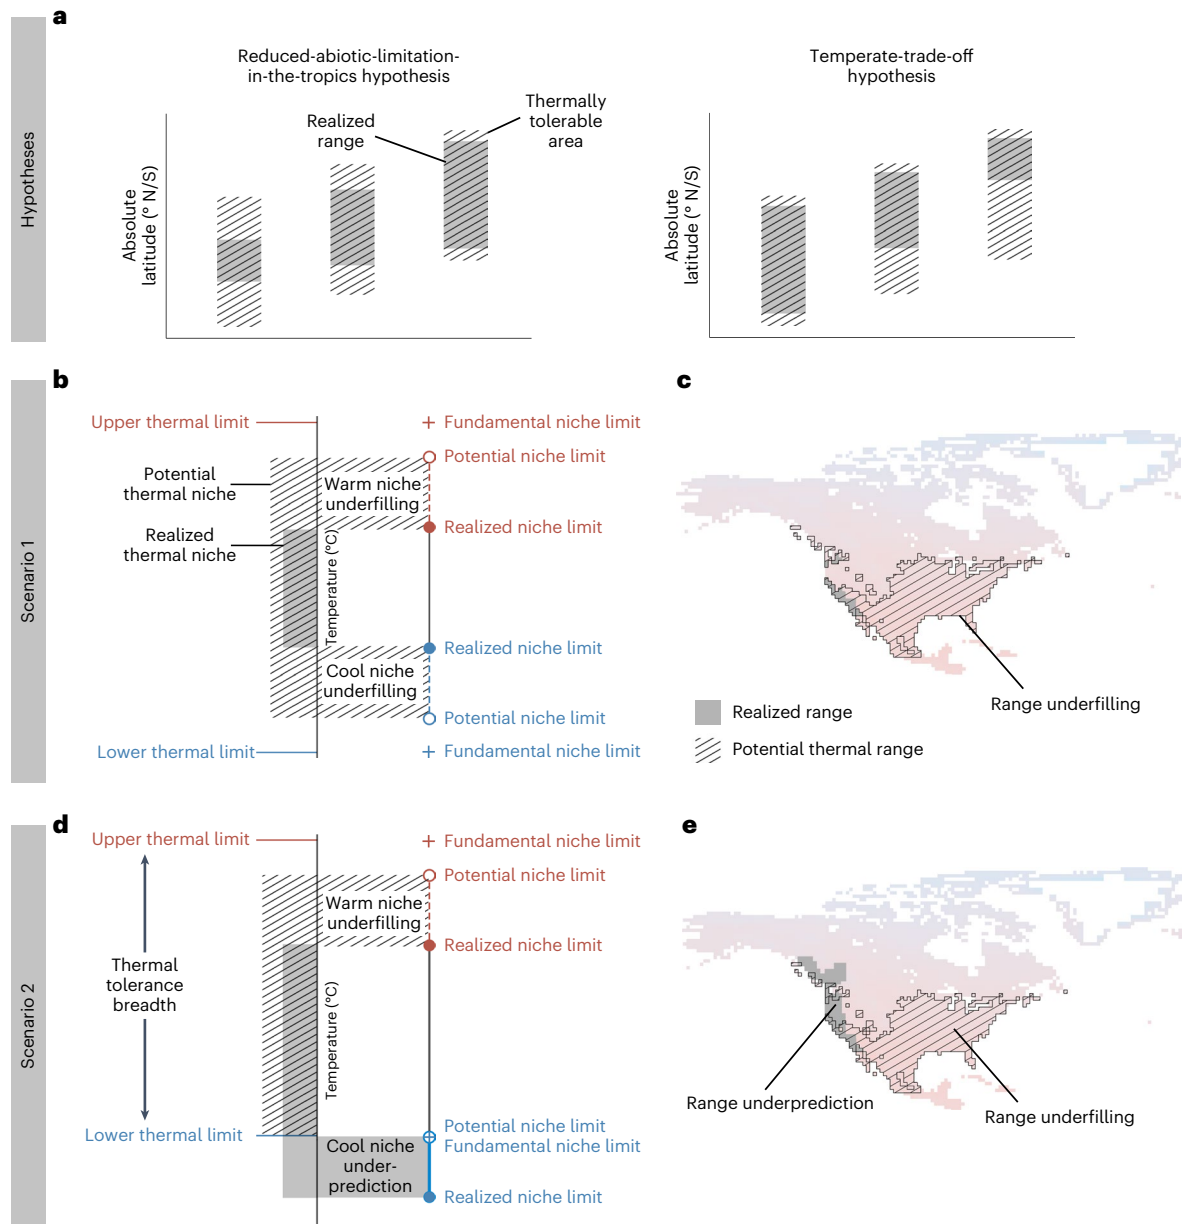 a
Hypotheses
Reduced-abiotic-limitation-
in-the-tropics hypothesis
Realized
range
Thermally
tolerable
area
Absolute
latitude (° N/S)
Temperate-trade-off
hypothesis
Absolute
latitude (° N/S)
b
Scenario 1
Upper thermal limit
Fundamental niche limit
Potential niche limit
Potential
thermal niche
Warm niche
underfilling
Realized
thermal niche
Realized niche limit
Temperature (°C)
Realized niche limit
Cool niche
underfilling
Potential niche limit
Lower thermal limit
Fundamental niche limit
c
Range underfilling
Realized range
Potential thermal range
d
Scenario 2
Upper thermal limit
Fundamental niche limit
Potential niche limit
Warm niche
underfilling
Realized niche limit
Thermal
tolerance
breadth
Temperature (°C)
Lower thermal limit
Potential niche limit
Fundamental niche limit
Cool niche
under-
prediction
Realized niche limit
e
Range underprediction
Range underfilling